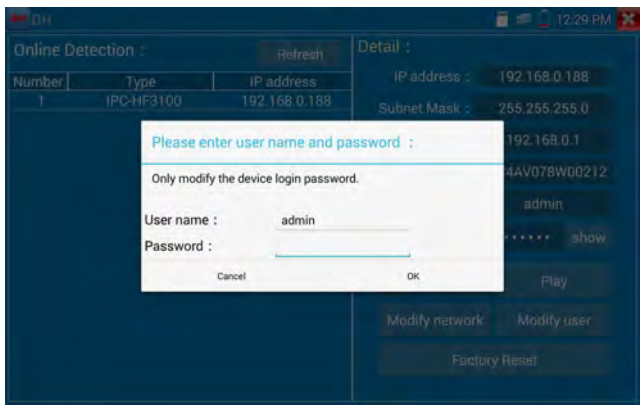 DH 12:29 PM
Online Detection : Refresh
Number Type IP address
1 IPC-HF3100 192.168.0.188
Detail :
IP address : 192.168.0.188
Subnet Mask : 255.255.255.0
192.168.0.1
4AV078W00212
admin
show
Play
Modify network Modify user
Factory Reset
Please enter user name and password :
Only modify the device login password.
User name : admin
Password :
Cancel OK